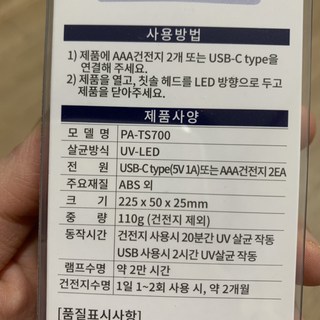 사용방법
1) 제품에 AAA건전지 2개 또는 USB-C type을
연결해 주세요.
2) 제품을 열고, 칫솔 헤드를 LED 방향으로 두고
제품을 닫아주세요.
제품사양
모 델 명 PA-TS700
살균방식 UV-LED
전 원 USB-C type(5V 1A)또는 AAA건전지 2EA
주요재질 ABS 외
크 기 225 x 50 x 25mm
중 량 110g (건전지 제외)
동작시간 건전지 사용시 20분간 UV 살균 작동
USB 사용시 2시간 UV살균 작동
램프수명 약 2만 시간
건전지수명 1일 1~2회 사용 시, 약 2개월
[품질표시사항]